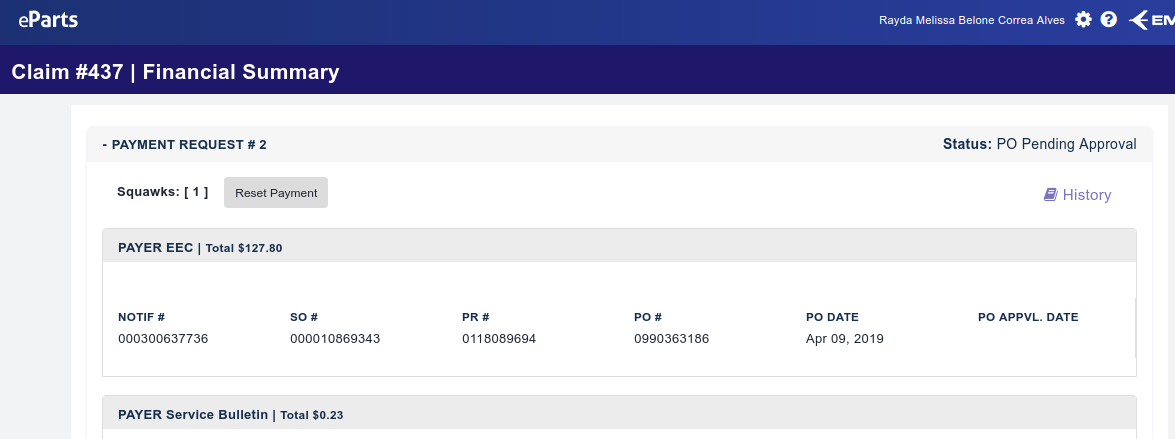 eParts
Rayda Melissa Belone Correa Alves
Claim #437 | Financial Summary
- PAYMENT REQUEST # 2
Status: PO Pending Approval
Squawks: [ 1 ]
Reset Payment
History
PAYER EEC | Total $127.80
NOTIF # SO # PR # PO # PO DATE PO APPVL. DATE
000300637736 000010869343 0118089694 0990363186 Apr 09, 2019
PAYER Service Bulletin | Total $0.23